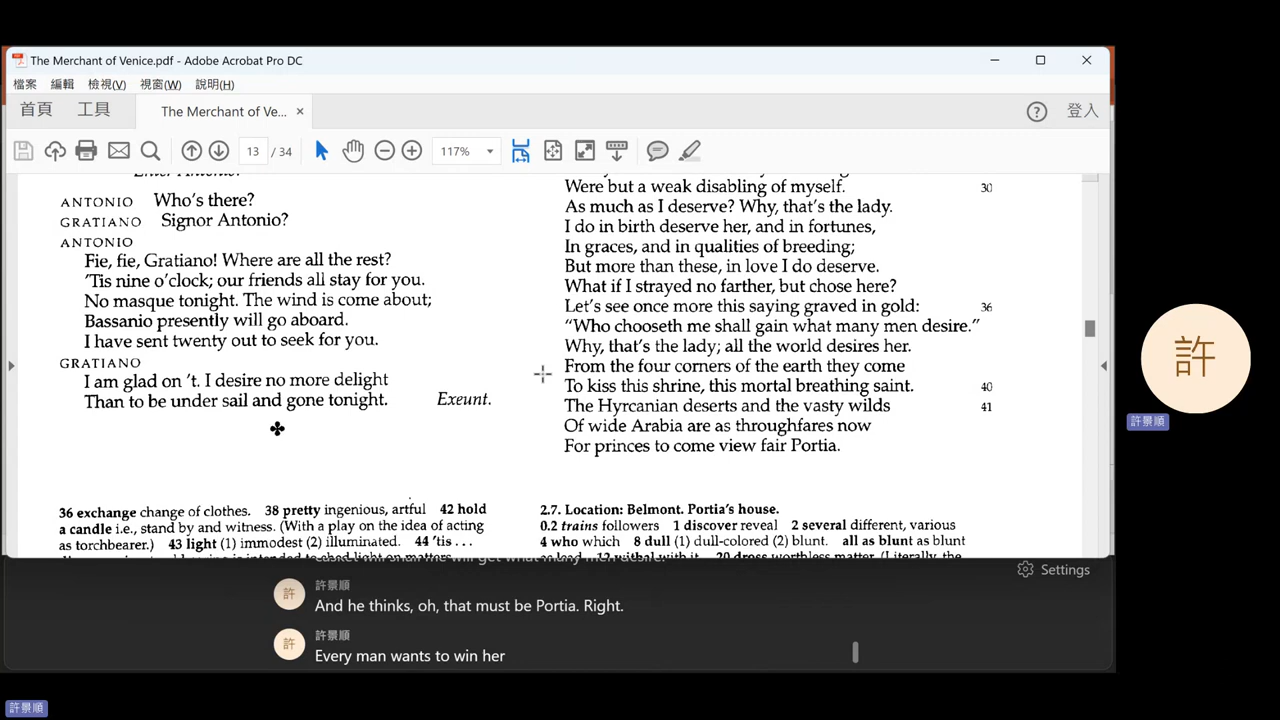 The Merchant of Venice.pdf - Adobe Acrobat Pro DC
檔案 編輯 檢視(V) 視窗(W) 說明(H)
首頁 工具 The Merchant of Ve... × ? 登入
13 / 34 117%
ANTONIO Who's there?
GRATIANO Signor Antonio?
ANTONIO
Fie, fie, Gratiano! Where are all the rest?
'Tis nine o'clock; our friends all stay for you.
No masque tonight. The wind is come about;
Bassanio presently will go aboard.
I have sent twenty out to seek for you.
GRATIANO
I am glad on 't. I desire no more delight
Than to be under sail and gone tonight. Exeunt.
36 exchange change of clothes. 38 pretty ingenious, artful 42 hold
a candle i.e., stand by and witness. (With a play on the idea of acting
as torchbearer.) 43 light (1) immodest (2) illuminated. 44 'tis . . .
Were but a weak disabling of myself. 30
As much as I deserve? Why, that's the lady.
I do in birth deserve her, and in fortunes,
In graces, and in qualities of breeding;
But more than these, in love I do deserve.
What if I strayed no farther, but chose here?
Let's see once more this saying graved in gold: 36
"Who chooseth me shall gain what many men desire."
Why, that's the lady; all the world desires her.
From the four corners of the earth they come
To kiss this shrine, this mortal breathing saint. 40
The Hyrcanian deserts and the vasty wilds 41
Of wide Arabia are as throughfares now
For princes to come view fair Portia.
2.7. Location: Belmont. Portia's house.
0.2 trains followers 1 discover reveal 2 several different, various
4 who which 8 dull (1) dull-colored (2) blunt. all as blunt as blunt
Settings
許景順
And he thinks, oh, that must be Portia. Right.
許景順
Every man wants to win her
許
許
許
許景順
許景順